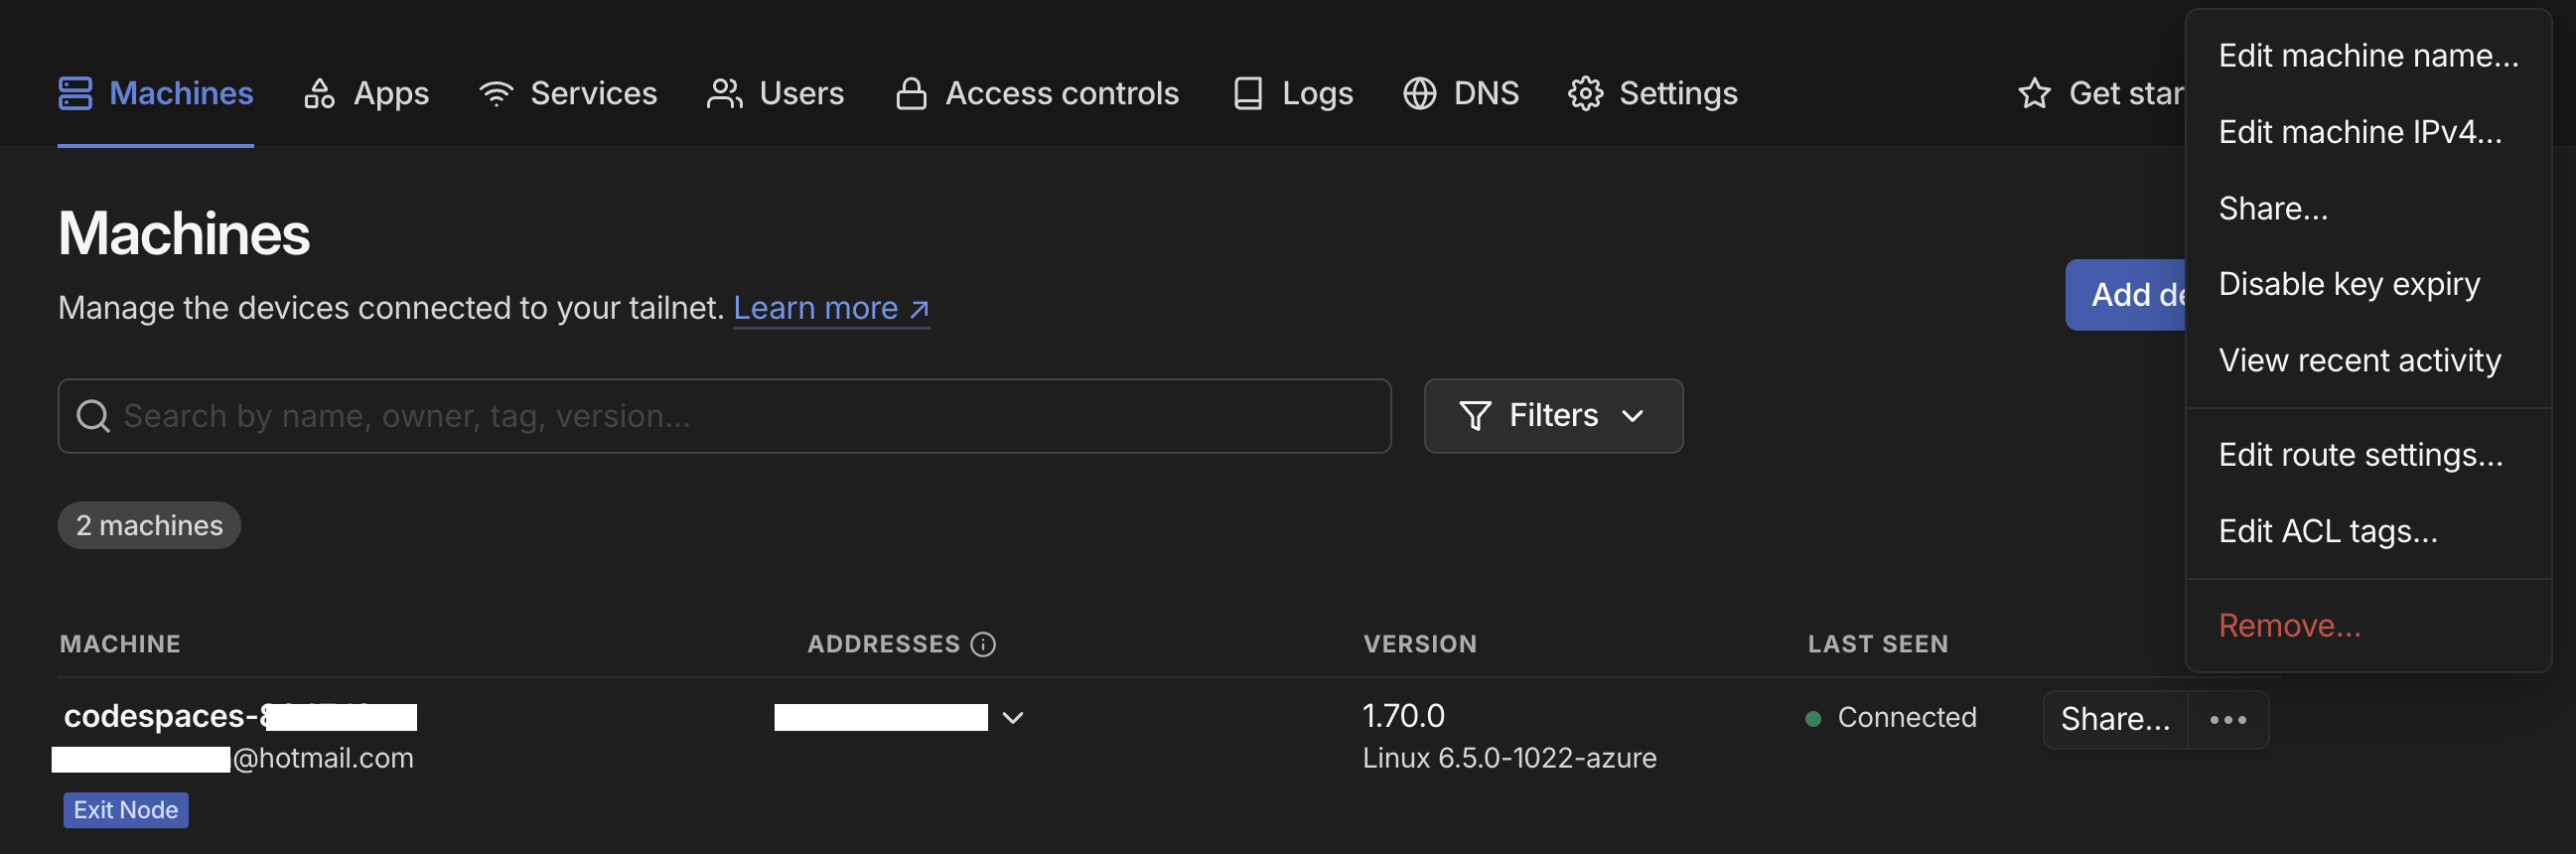 Machines Apps Services Users Access controls Logs DNS Settings Get star
Machines
Manage the devices connected to your tailnet. Learn more ↗
Add de
Search by name, owner, tag, version...
Filters
2 machines
Edit machine name...
Edit machine IPv4...
Share...
Disable key expiry
View recent activity
Edit route settings...
Edit ACL tags...
Remove...
MACHINE ADDRESSES VERSION LAST SEEN
codespaces- 1.70.0 Connected Share...
@hotmail.com Linux 6.5.0-1022-azure
Exit Node